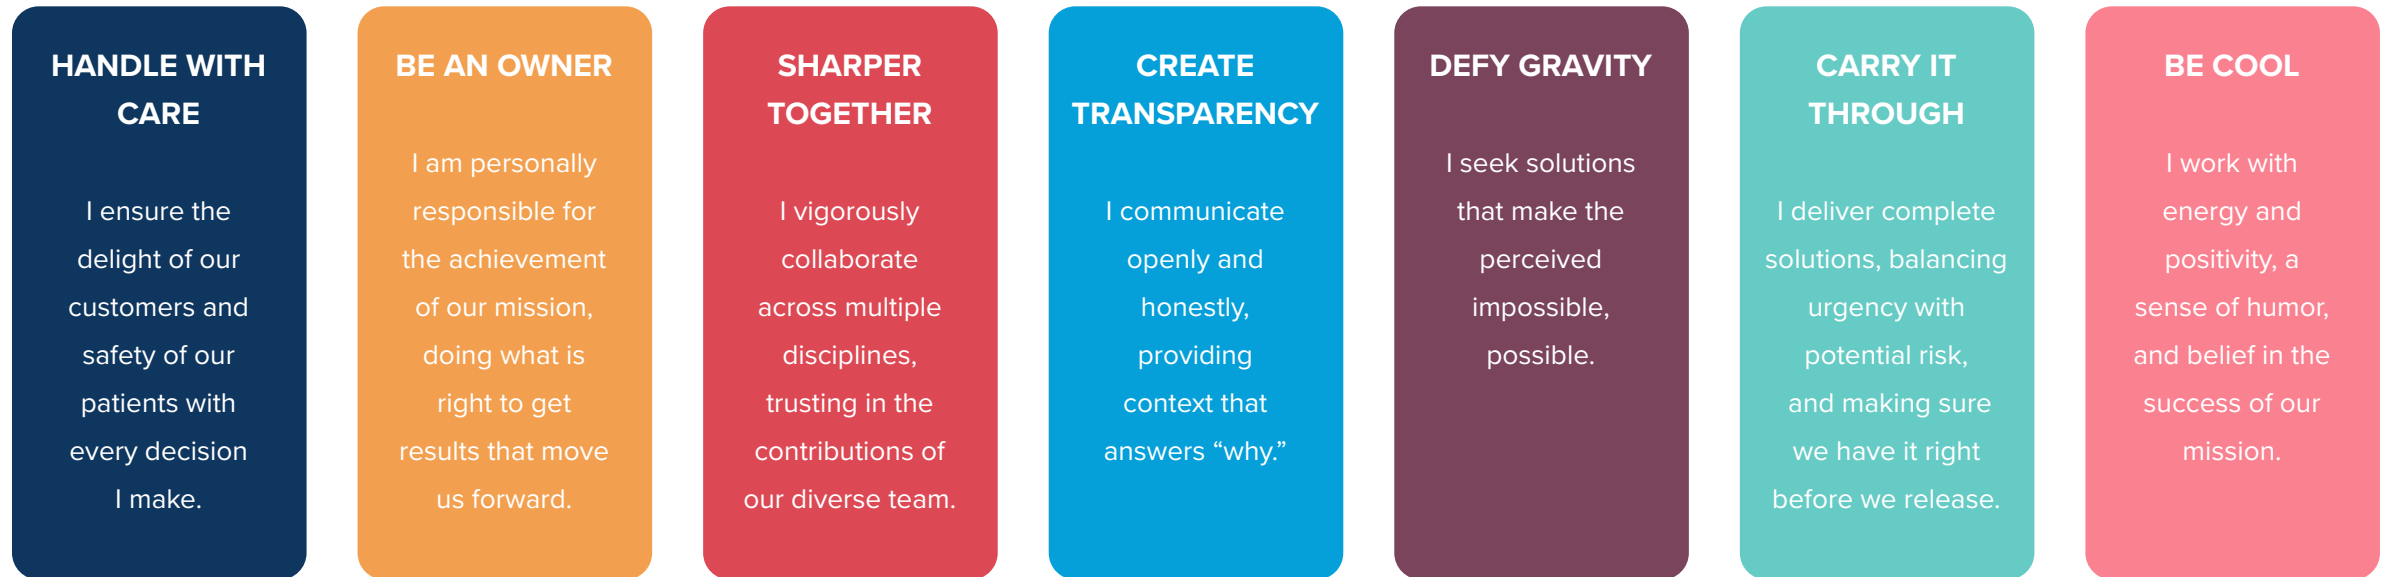 HANDLE WITH
CARE
I ensure the
delight of our
customers and
safety of our
patients with
every decision
I make.
BE AN OWNER
I am personally
responsible for
the achievement
of our mission,
doing what is
right to get
results that move
us forward.
SHARPER
TOGETHER
I vigorously
collaborate
across multiple
disciplines,
trusting in the
contributions of
our diverse team.
CREATE
TRANSPARENCY
I communicate
openly and
honestly,
providing
context that
answers “why.”
DEFY GRAVITY
I seek solutions
that make the
perceived
impossible,
possible.
CARRY IT
THROUGH
I deliver complete
solutions, balancing
urgency with
potential risk,
and making sure
we have it right
before we release.
BE COOL
I work with
energy and
positivity, a
sense of humor,
and belief in the
success of our
mission.